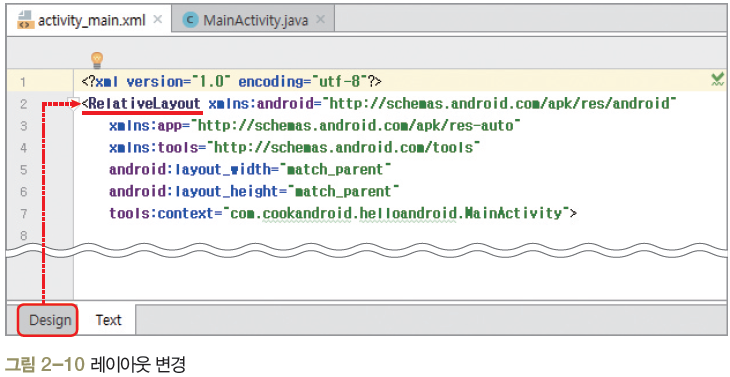 activity_main.xml × MainActivity.java ×
1 <?xml version="1.0" encoding="utf-8"?>
2 <RelativeLayout xmlns:android="http://schemas.android.com/apk/res/android"
3 xmlns:app="http://schemas.android.com/apk/res-auto"
4 xmlns:tools="http://schemas.android.com/tools"
5 android:layout_width="match_parent"
6 android:layout_height="match_parent"
7 tools:context="com.cookandroid.helloandroid.MainActivity">
8
Design Text
그림 2-10 레이아웃 변경